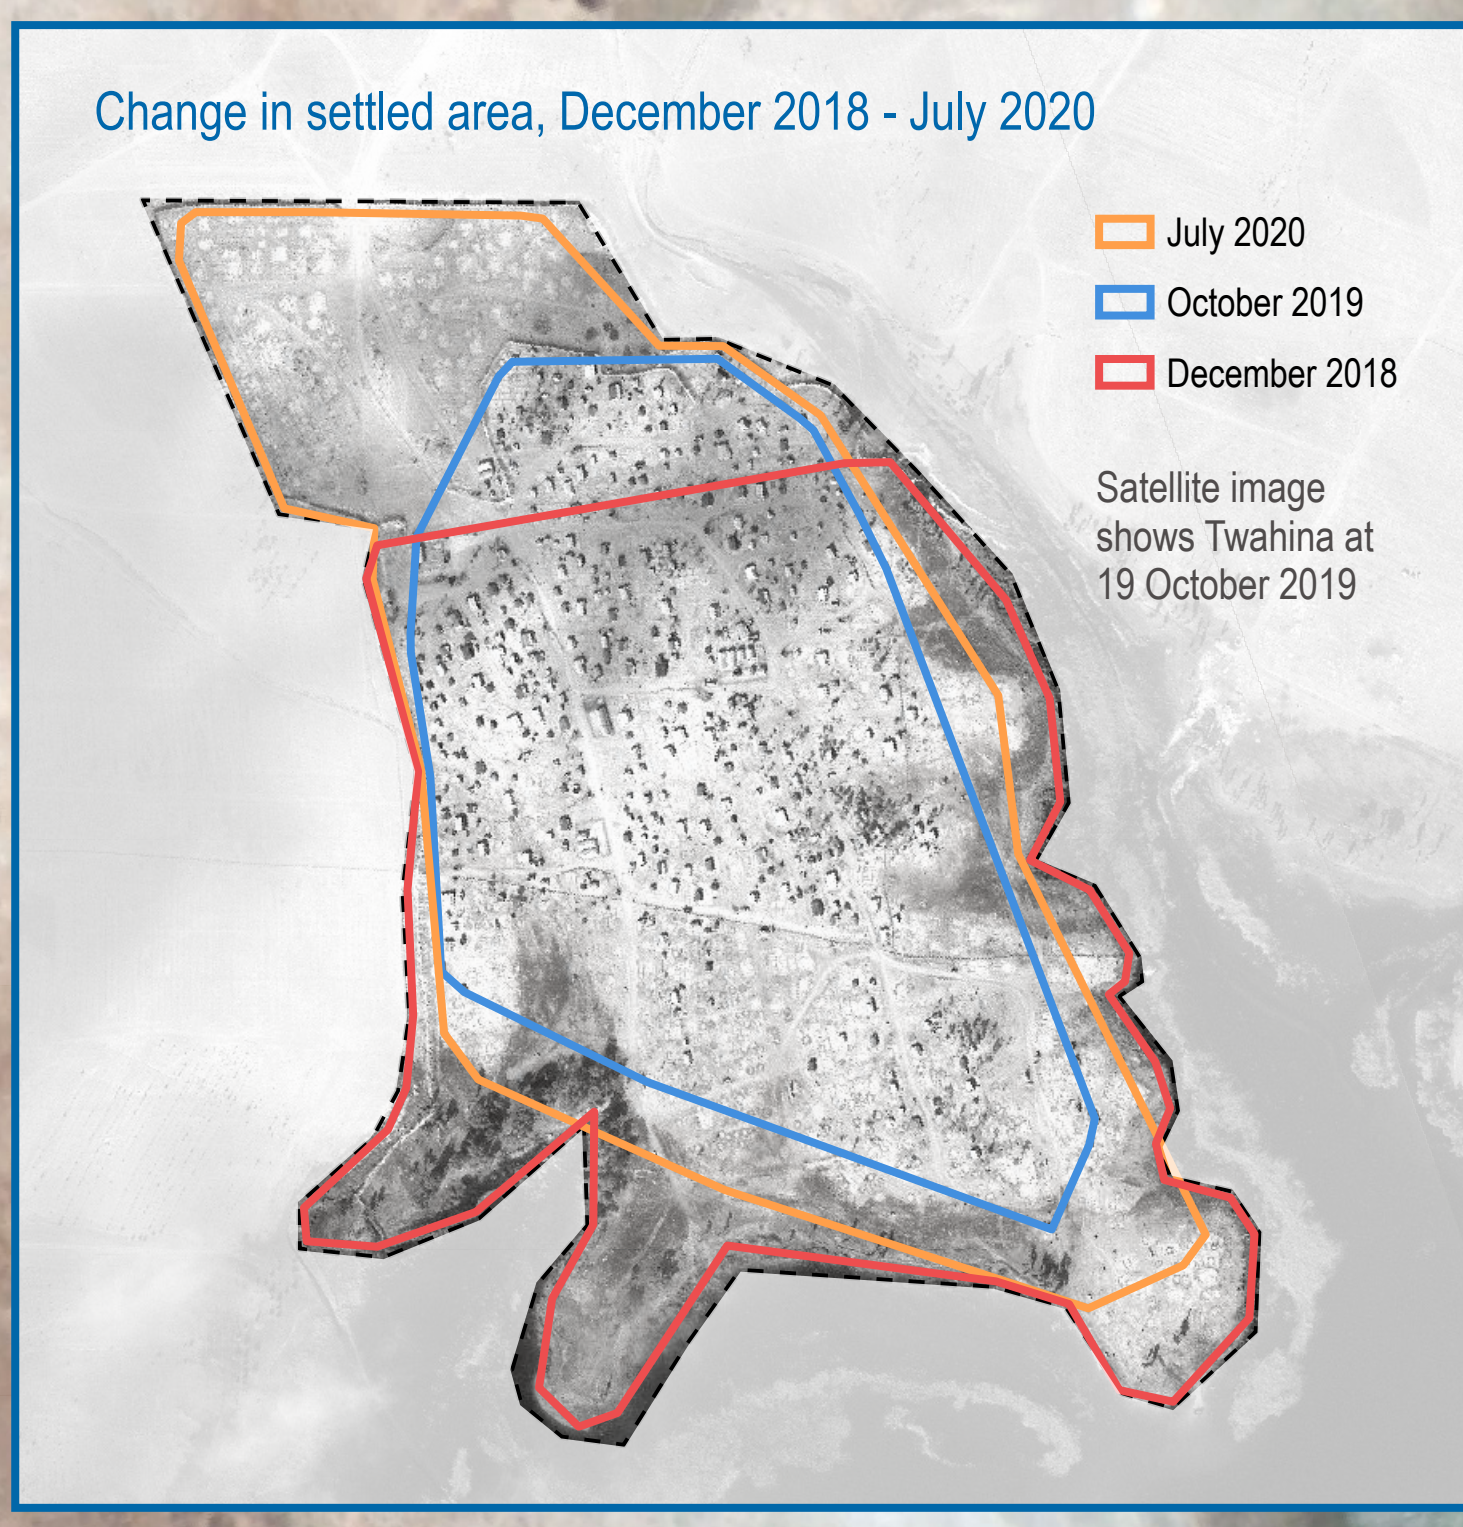 Change in settled area, December 2018 - July 2020
July 2020
October 2019
December 2018
Satellite image
shows Twahina at
19 October 2019